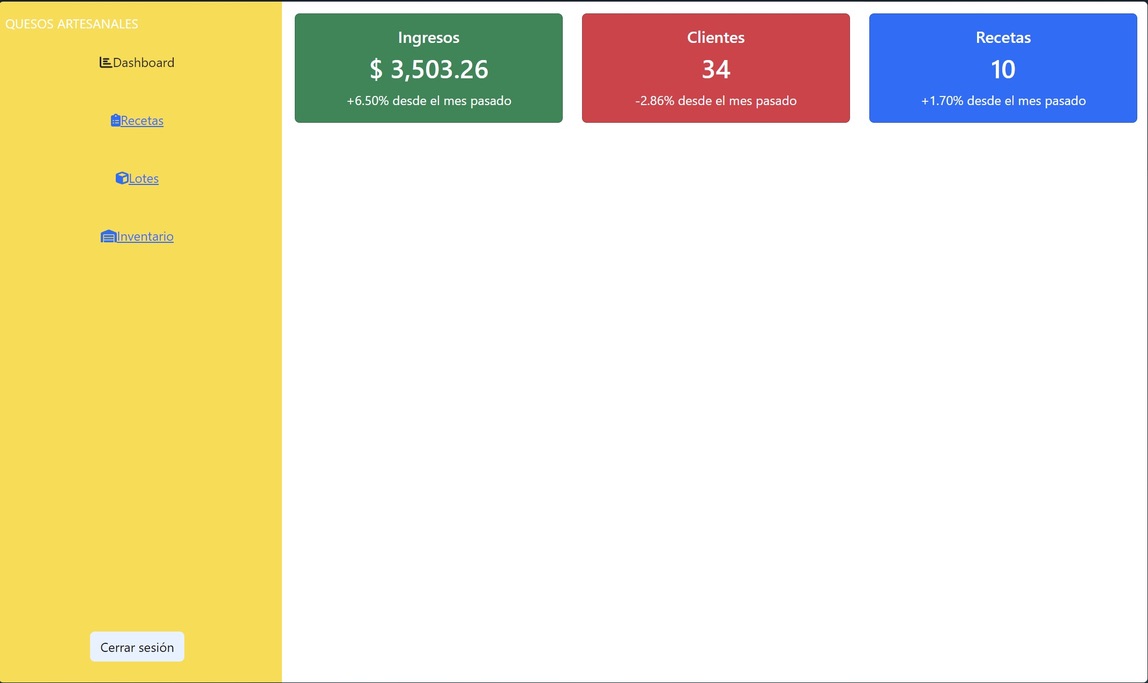 QUESOS ARTESANALES
Dashboard
Recetas
Lotes
Inventario
Cerrar sesión
Ingresos
$ 3,503.26
+6.50% desde el mes pasado
Clientes
34
-2.86% desde el mes pasado
Recetas
10
+1.70% desde el mes pasado